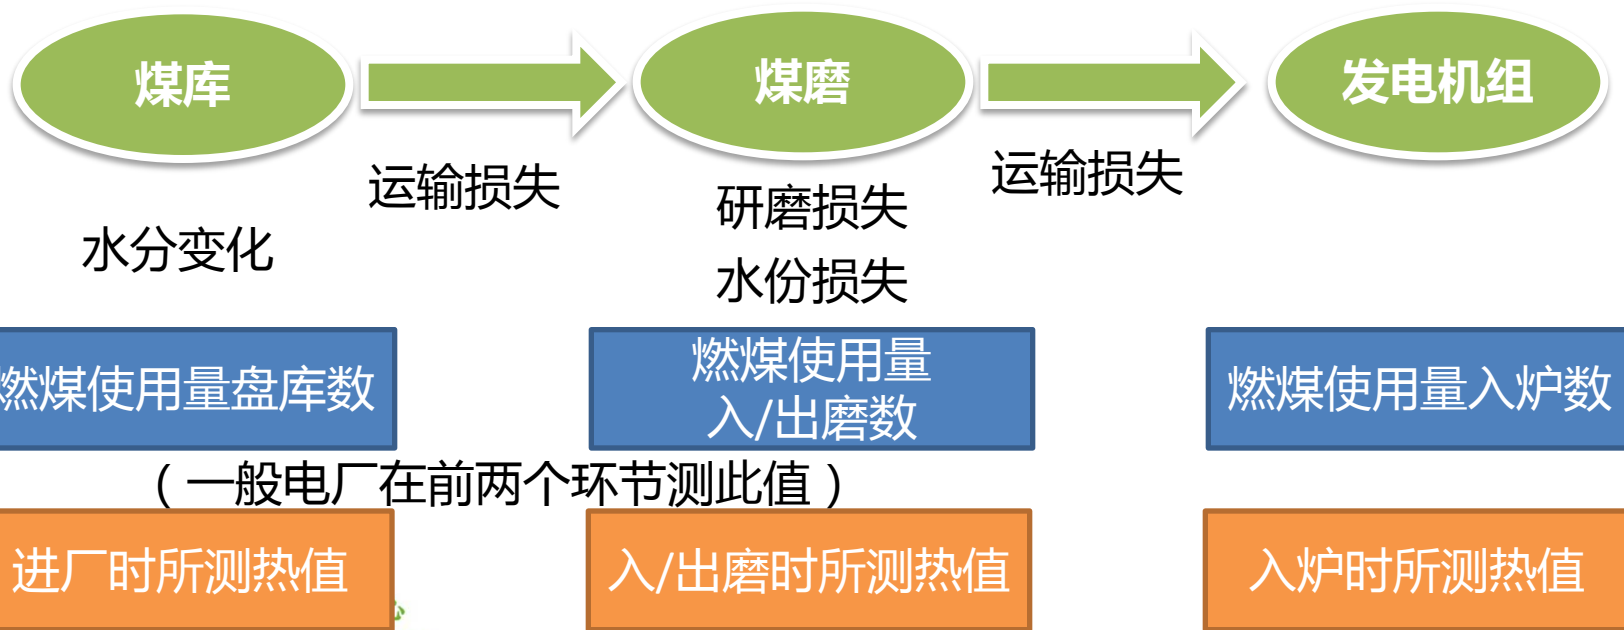 煤库
煤磨
发电机组
运输损失
运输损失
水分变化
研磨损失
水份损失
燃煤使用量盘库数
燃煤使用量
入/出磨数
燃煤使用量入炉数
（一般电厂在前两个环节测此值）
进厂时所测热值
入/出磨时所测热值
入炉时所测热值